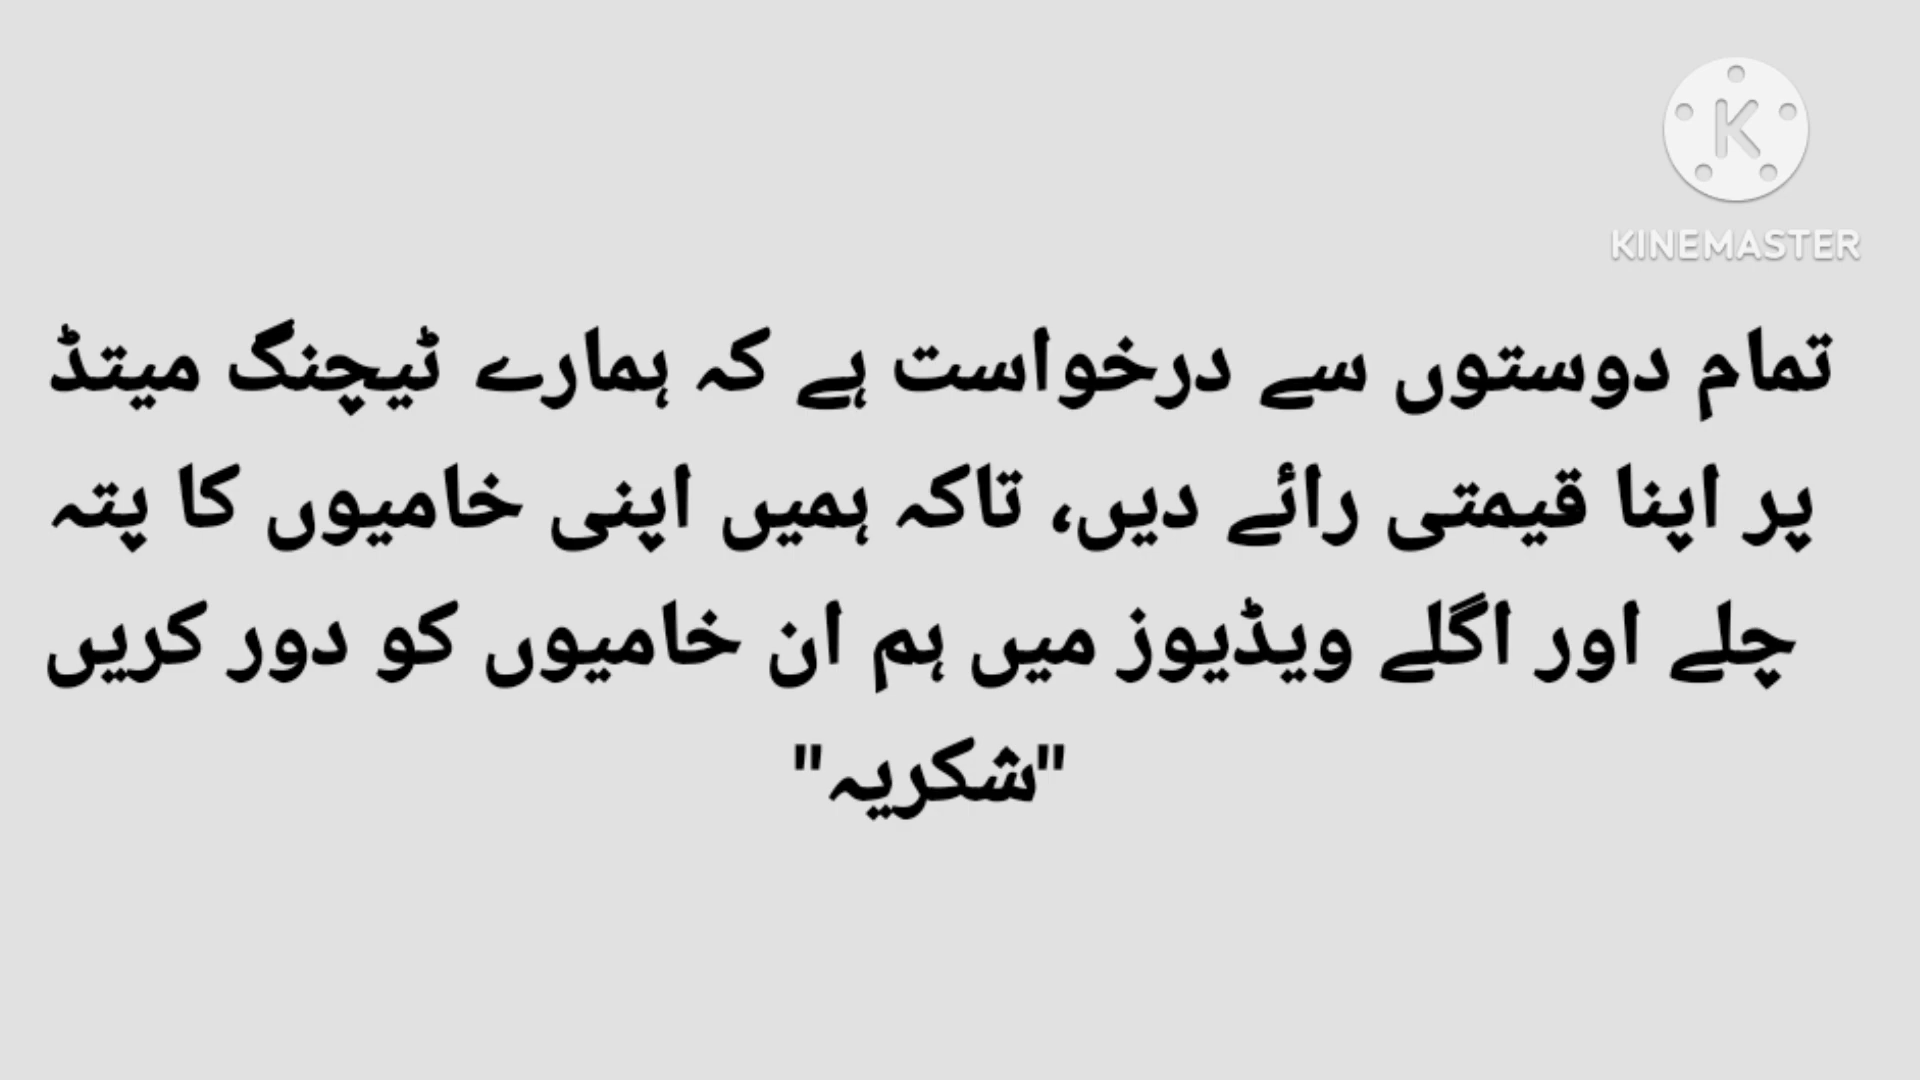 KINEMASTER
تمام دوستوں سے درخواست ہے کہ ہمارے ٹیچنگ میتڈ
پر اپنا قیمتی رائے دیں، تاکہ ہمیں اپنی خامیوں کا پتہ
چلے اور اگلے ویڈیوز میں ہم ان خامیوں کو دور کریں
"شکریہ"